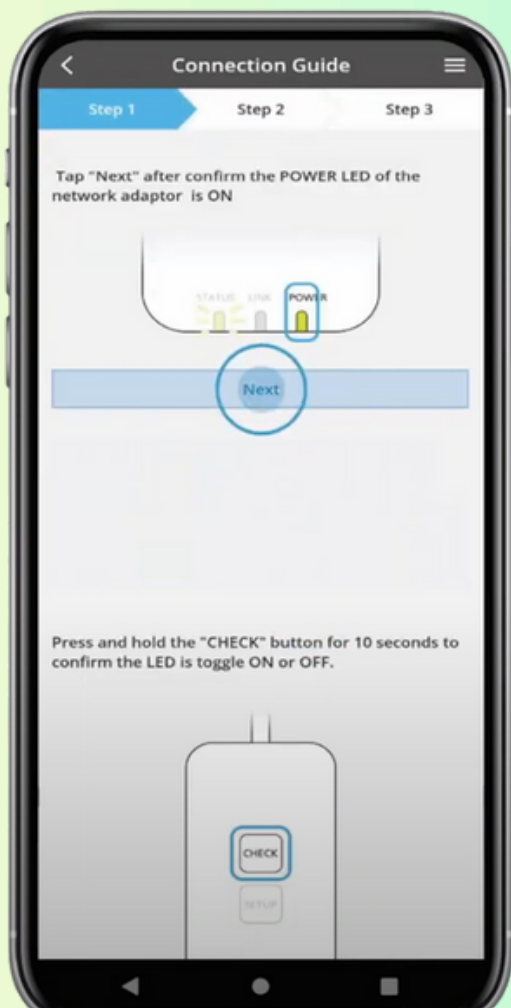 Connection Guide
Step 1 Step 2 Step 3
Tap "Next" after confirm the POWER LED of the
network adaptor is ON
STATUS LINK POWER
Next
Press and hold the "CHECK" button for 10 seconds to
confirm the LED is toggle ON or OFF.
CHECK
SETUP